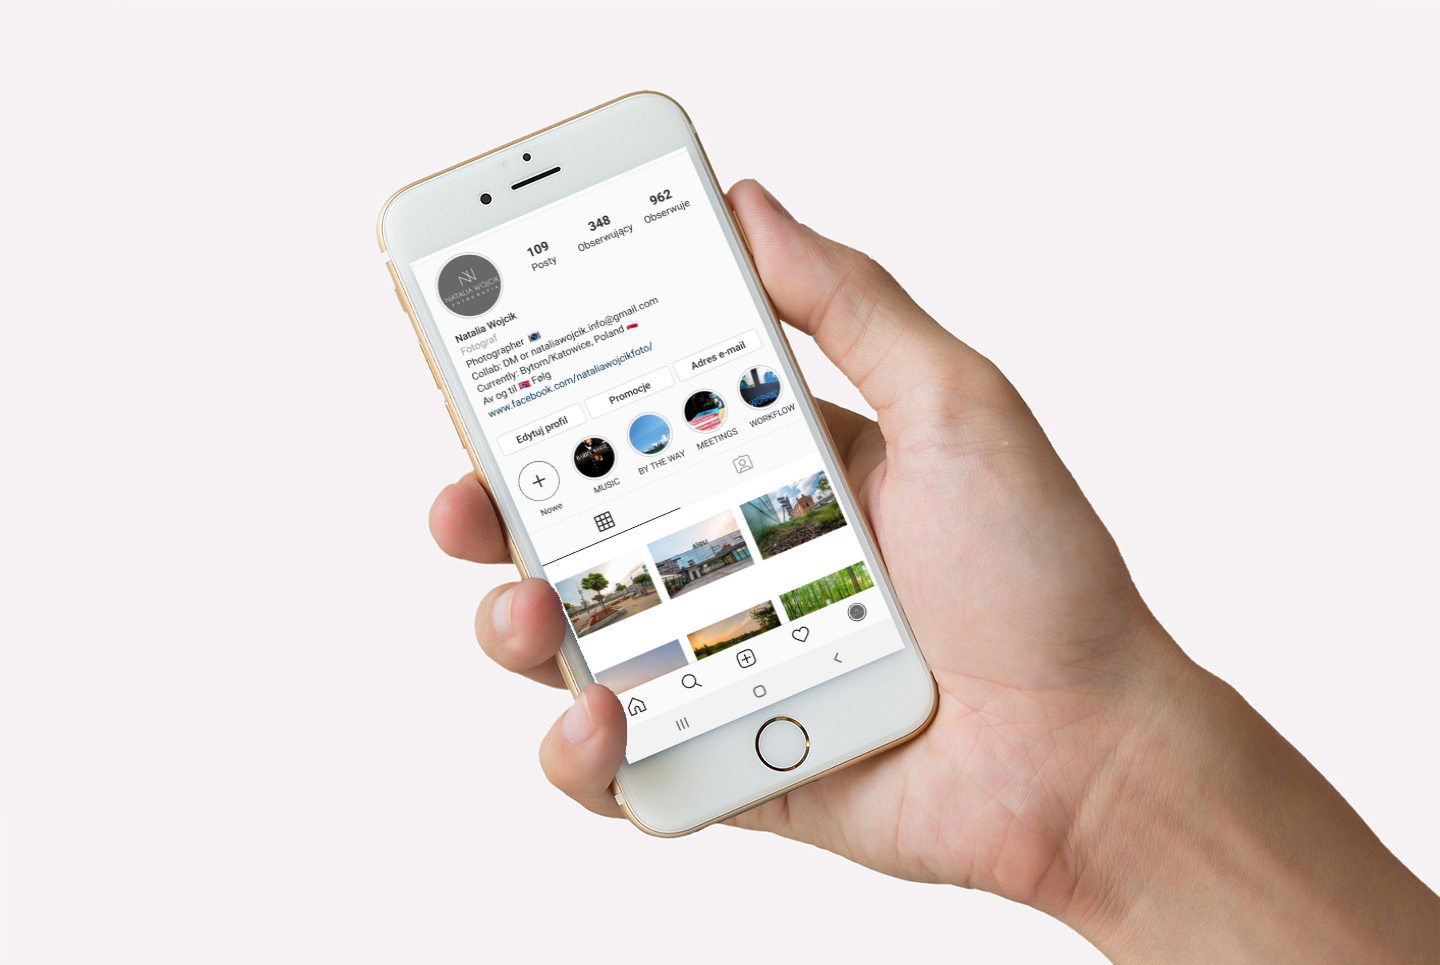 109
Posty
348
Obserwujący
962
Obserwuje
NATALIA WÓJCIK
FOTOGRAFIA
Natalia Wojcik
Fotograf
Photographer
Collab: DM or nataliawojcik.info@gmail.com
Currently: Bytom/Katowice, Poland
Av og til Følg
www.facebook.com/nataliawojcikfoto/
Edytuj profil
Promocje
Adres e-mail
Nowe
MUSIC
BY THE WAY
MEETINGS
WORKFLOW